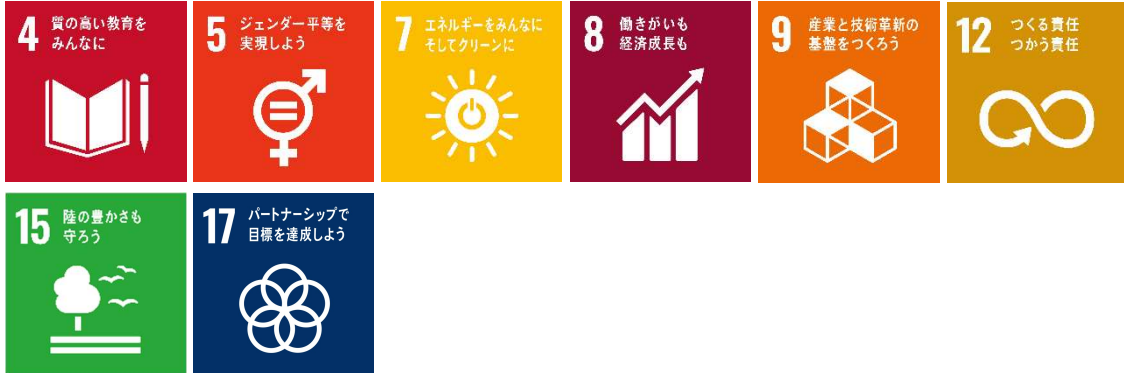 4 質の高い教育を
みんなに
5 ジェンダー平等を
実現しよう
7 エネルギーをみんなに
そしてクリーンに
8 働きがいも
経済成長も
9 産業と技術革新の
基盤をつくろう
12 つくる責任
つかう責任
15 陸の豊かさも
守ろう
17 パートナーシップで
目標を達成しよう